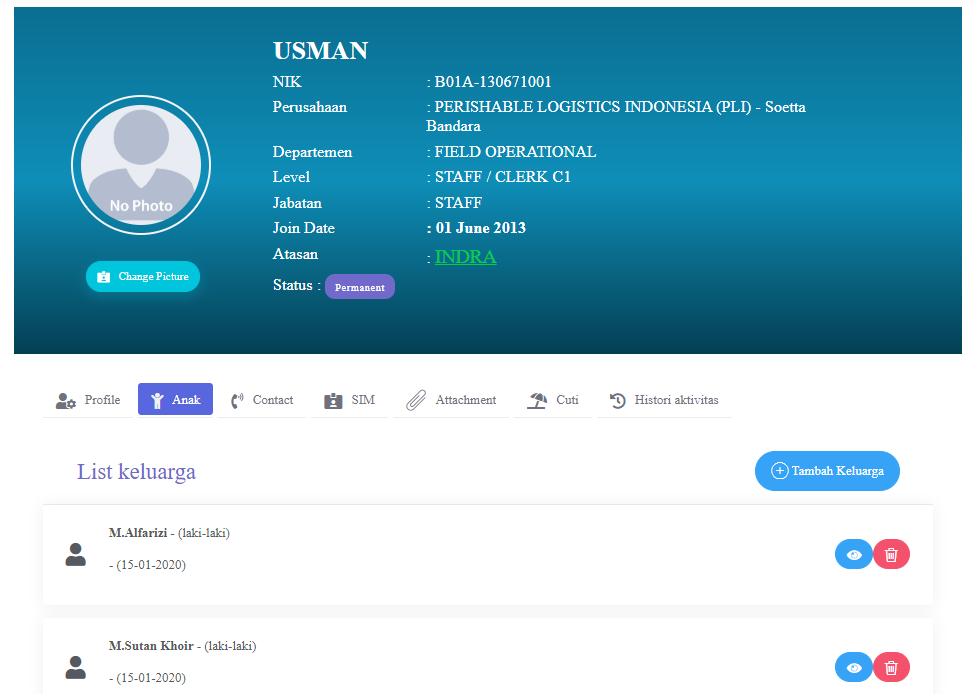 USMAN
NIK : B01A-130671001
Perusahaan : PERISHABLE LOGISTICS INDONESIA (PLI) - Soetta
Bandara
Departemen : FIELD OPERATIONAL
Level : STAFF / CLERK C1
Jabatan : STAFF
Join Date : 01 June 2013
Atasan : INDRA
Status : Permanent
No Photo
Change Picture
Profile Anak Contact SIM Attachment Cuti Histori aktivitas
List keluarga
Tambah Keluarga
M.Alfarizi - (laki-laki)
- (15-01-2020)
M.Sutan Khoir - (laki-laki)
- (15-01-2020)